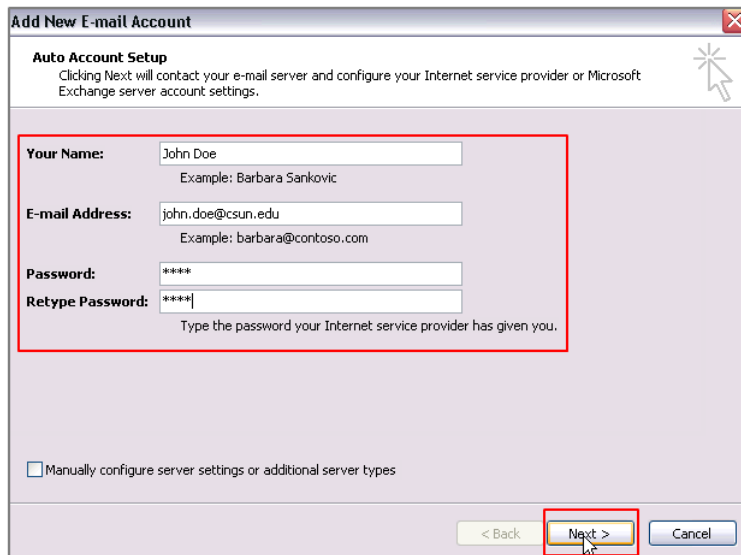 Add New E-mail Account
Auto Account Setup
Clicking Next will contact your e-mail server and configure your Internet service provider or Microsoft
Exchange server account settings.
Your Name: John Doe
Example: Barbara Sankovic
E-mail Address: john.doe@csun.edu
Example: barbara@contoso.com
Password: ****
Retype Password: ****
Type the password your Internet service provider has given you.
Manually configure server settings or additional server types
< Back Next > Cancel